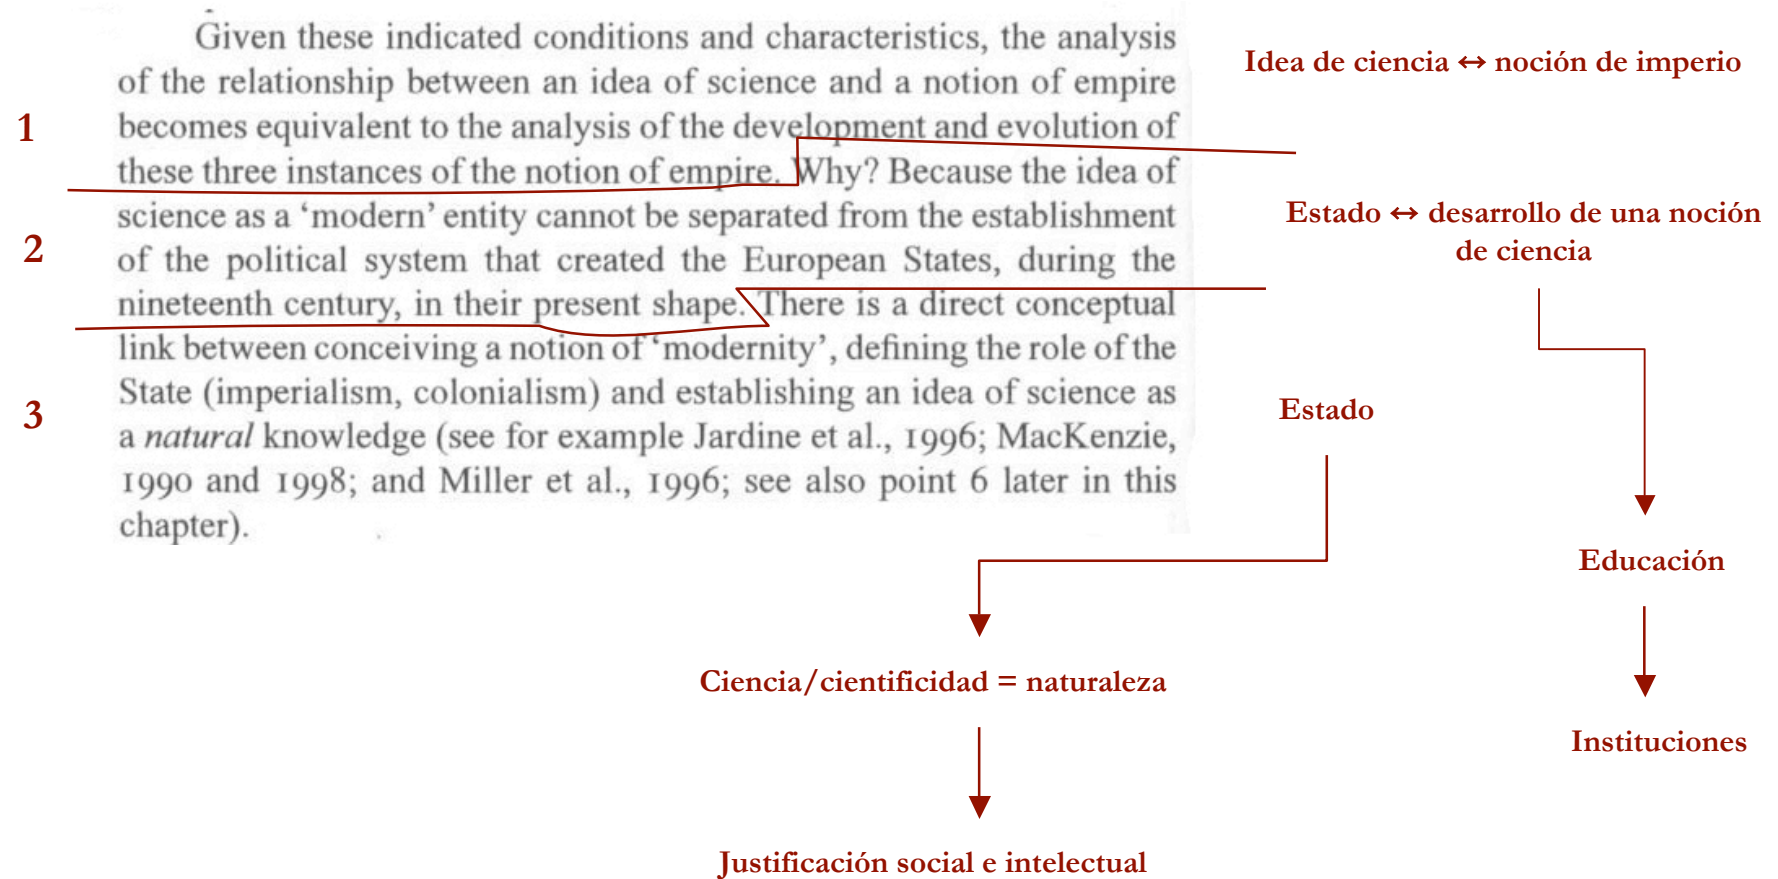 Given these indicated conditions and characteristics, the analysis
of the relationship between an idea of science and a notion of empire
becomes equivalent to the analysis of the development and evolution of
these three instances of the notion of empire. Why? Because the idea of
science as a ‘modern’ entity cannot be separated from the establishment
of the political system that created the European States, during the
nineteenth century, in their present shape. There is a direct conceptual
link between conceiving a notion of ‘modernity’, defining the role of the
State (imperialism, colonialism) and establishing an idea of science as
a natural knowledge (see for example Jardine et al., 1996; MacKenzie,
1990 and 1998; and Miller et al., 1996; see also point 6 later in this
chapter).
1
2
3
Idea de ciencia ↔ noción de imperio
Estado ↔ desarrollo de una noción
de ciencia
Estado
Educación
Instituciones
Ciencia/cientificidad = naturaleza
Justificación social e intelectual